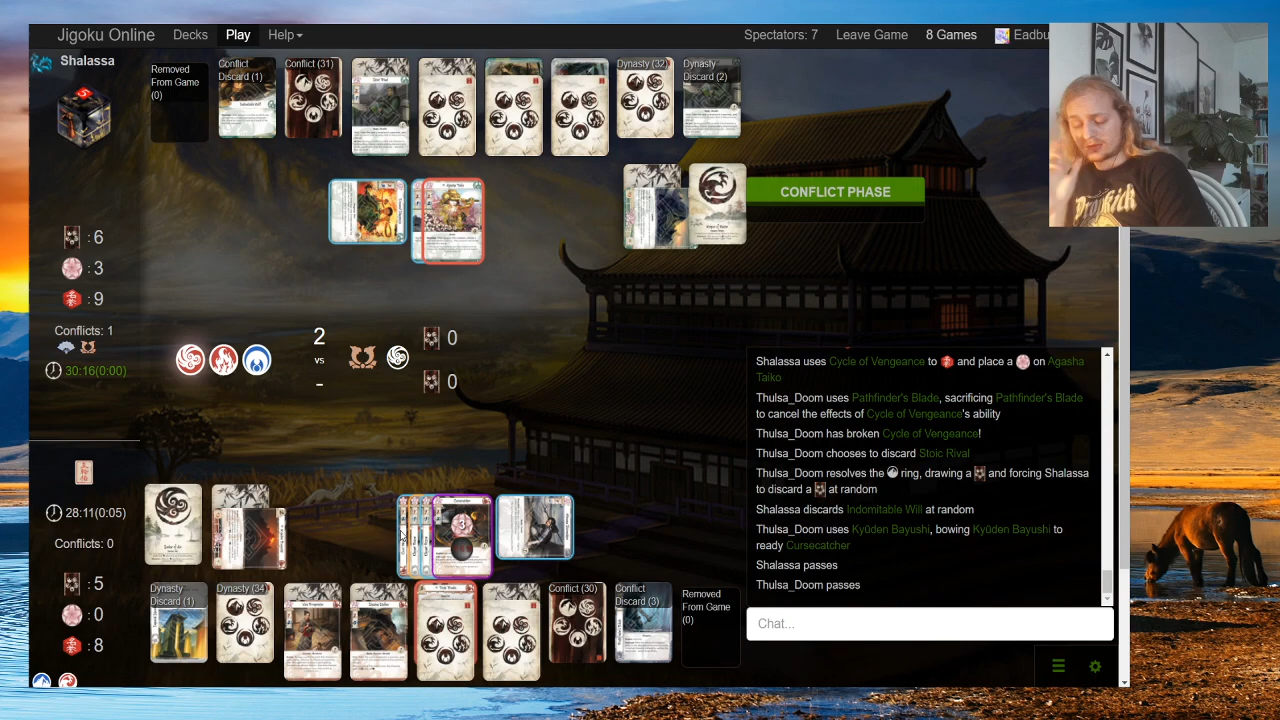 Jigoku Online
Decks
Play
Help
Spectators: 7
Leave Game
8 Games
Eadbu
Shalassa
Removed
From Game
(0)
Conflict
Discard (1)
Conflict (31)
Dynasty (32)
Dynasty
Discard (2)
CONFLICT PHASE
: 6
: 3
: 9
Conflicts: 1
30:16(0:00)
2
vs
-
0
0
Shalassa uses Cycle of Vengeance to and place a on Agasha
Taiko
Thulsa_Doom uses Pathfinder's Blade, sacrificing Pathfinder's Blade
to cancel the effects of Cycle of Vengeance's ability
Thulsa_Doom has broken Cycle of Vengeance!
Thulsa_Doom chooses to discard Stoic Rival
Thulsa_Doom resolves the ring, drawing a and forcing Shalassa
to discard a at random
Shalassa discards Indomitable Will at random
Thulsa_Doom uses Kyūden Bayushi, bowing Kyūden Bayushi to
ready Cursecatcher
Shalassa passes
Thulsa_Doom passes
Chat...
28:11(0:05)
Conflicts: 0
: 5
: 0
: 8
Dynasty
Discard (1)
Dynasty (34)
Conflict (30)
Conflict
Discard (3)
Removed
From Game
(0)